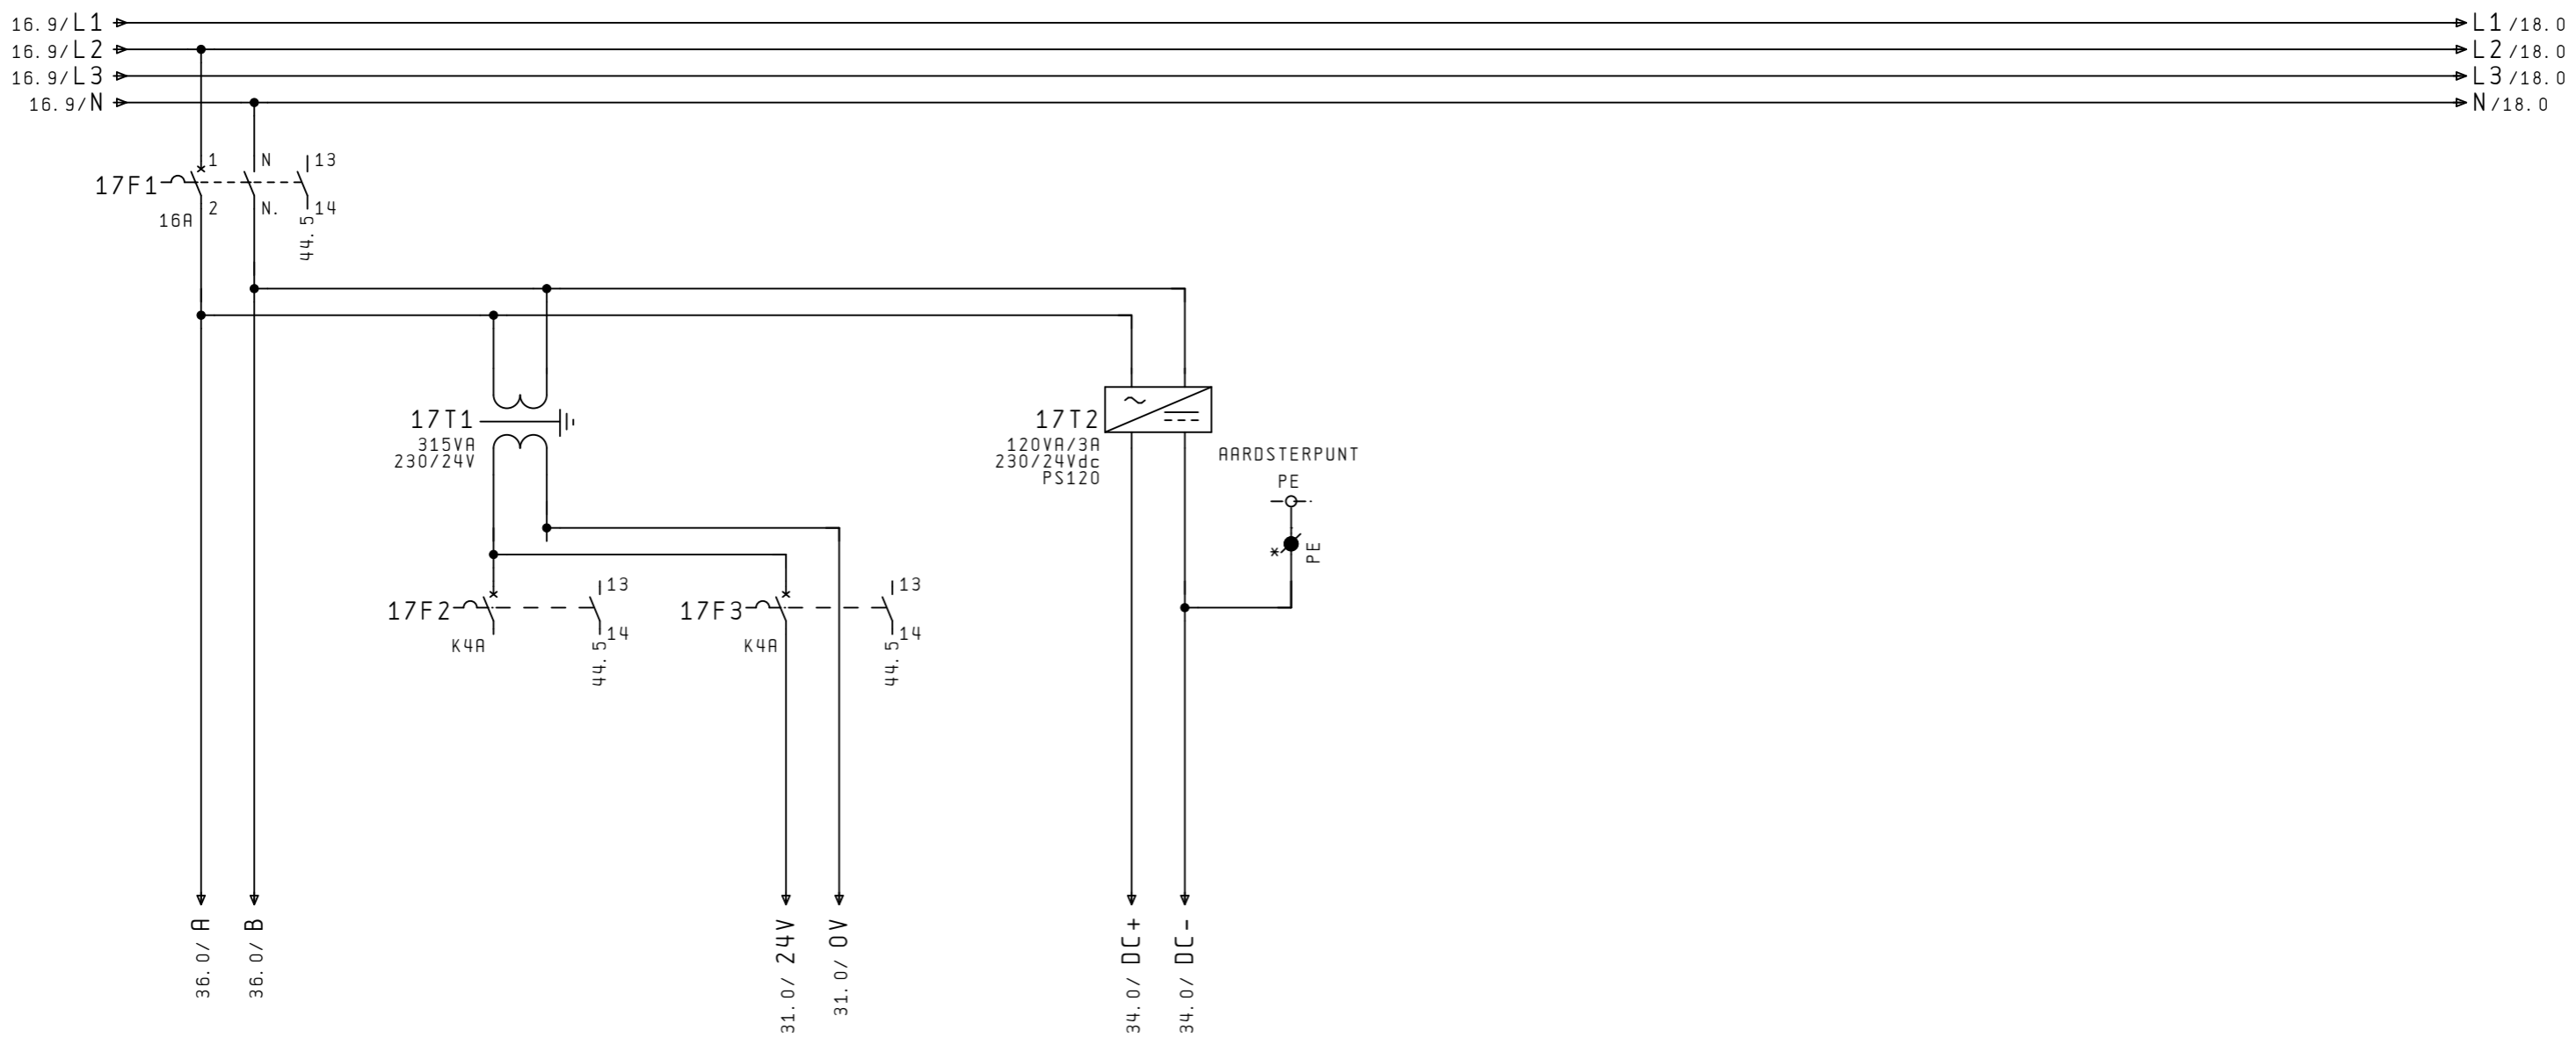 16.9/L1
L1/18.0
16.9/L2
L2/18.0
16.9/L3
L3/18.0
16.9/N
N/18.0
1
N
13
17F1
2
N.
14
16A
44.5
17T1
315VA
230/24V
17T2
120VA/3A
230/24Vdc
PS120
AARDSTERPUNT
PE
*
PE
13
17F2
14
K4A
44.5
13
17F3
14
K4A
44.5
36.0/ A
36.0/ B
31.0/ 24V
31.0/ 0V
34.0/ DC+
34.0/ DC-